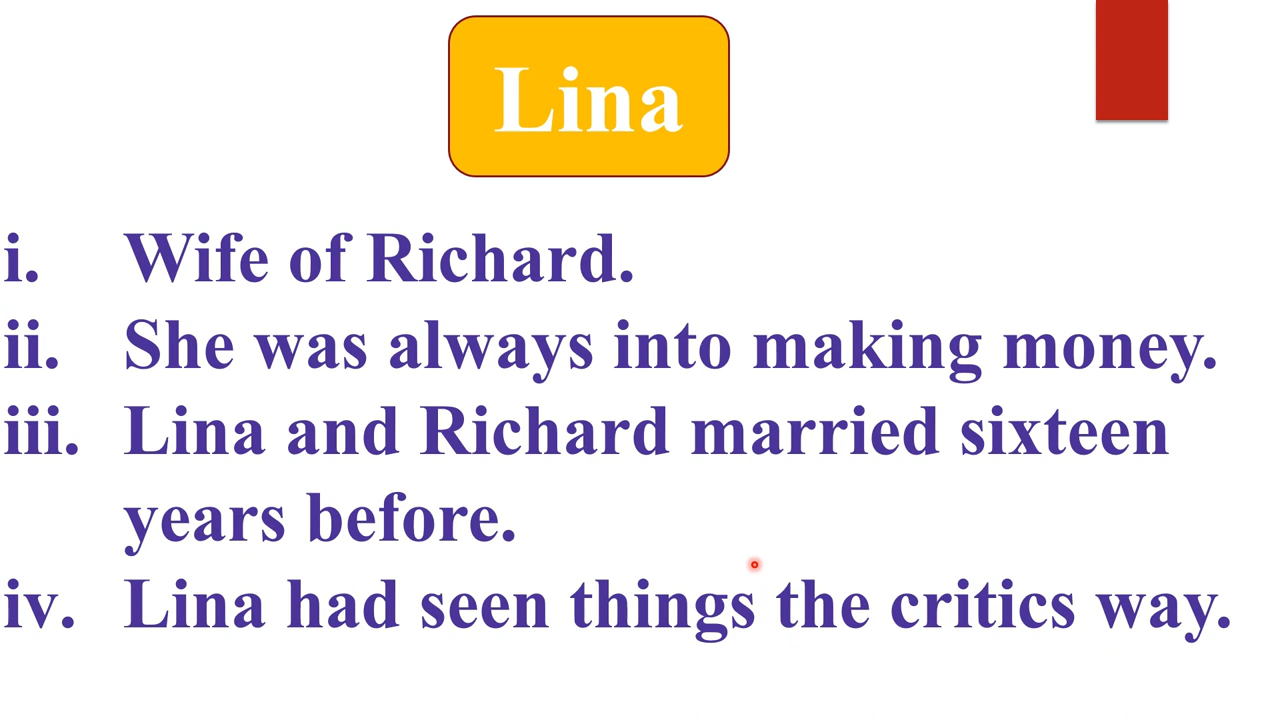 Lina
i. Wife of Richard.
ii. She was always into making money.
iii. Lina and Richard married sixteen
years before.
iv. Lina had seen things the critics way.